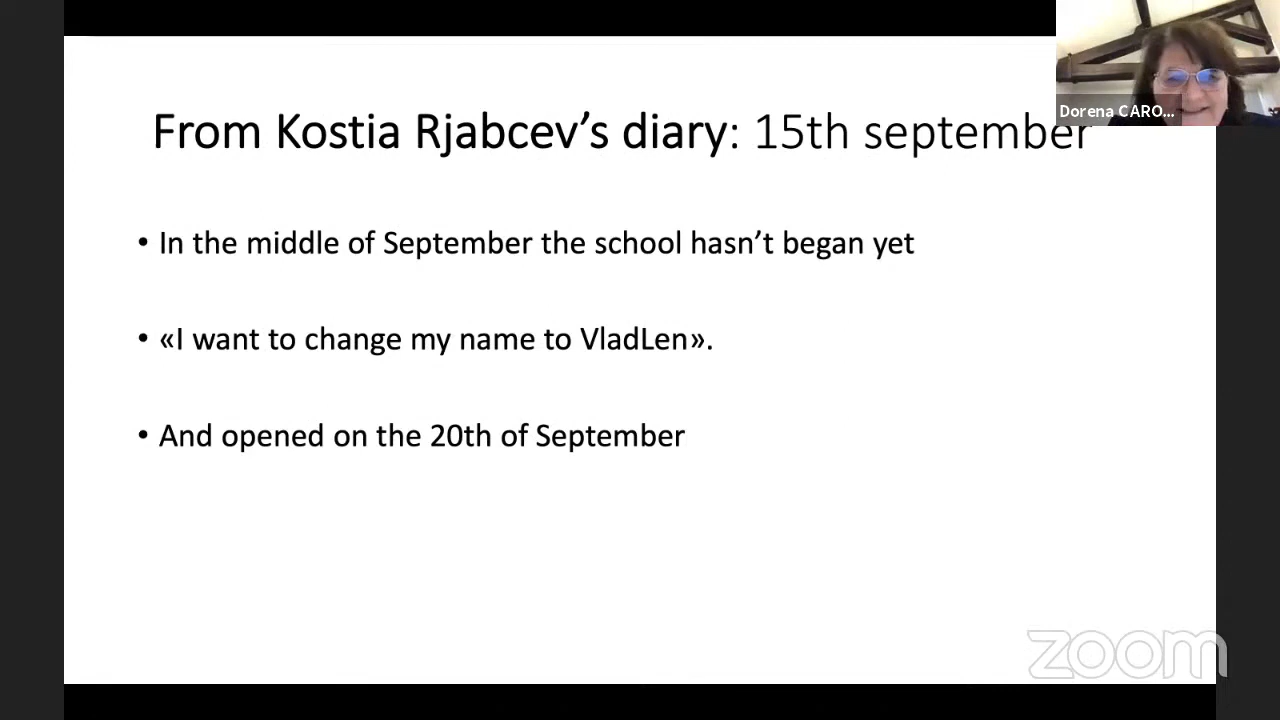 Dorena CARO...
From Kostia Rjabcev’s diary: 15th september
• In the middle of September the school hasn’t began yet
• «I want to change my name to VladLen».
• And opened on the 20th of September
zoom